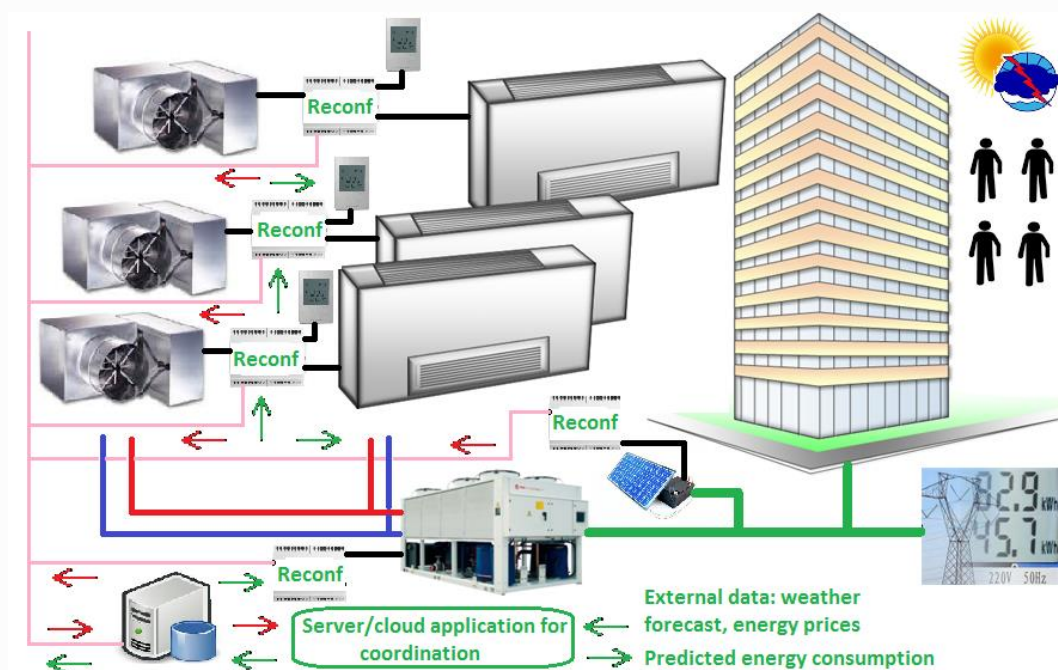 Reconf
Reconf
Reconf
Reconf
82.9 kWh
45.7 kWh
220V 50Hz
Reconf
External data: weather
forecast, energy prices
Server/cloud application for
coordination
Predicted energy consumption